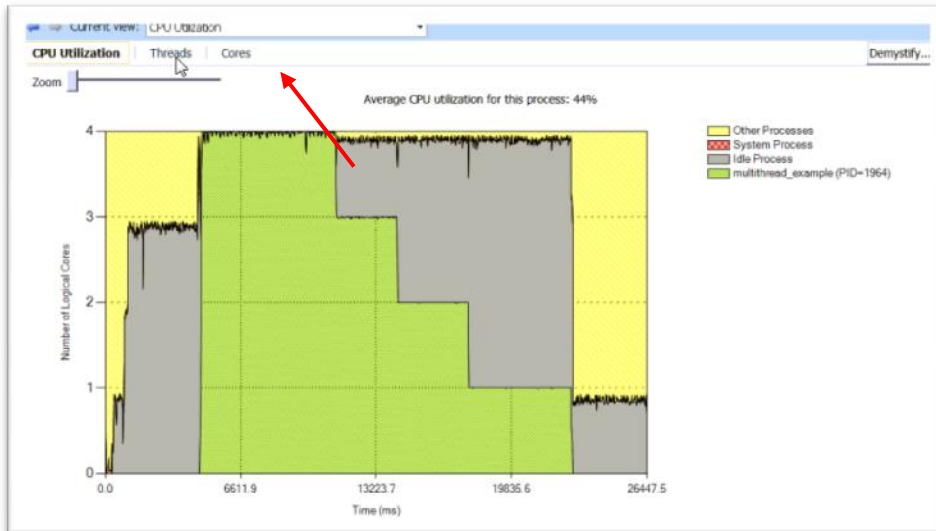 Current view: CPU Utilization
CPU Utilization Threads Cores Demystify...
Zoom
Average CPU utilization for this process: 44%
4
3
2
1
0
Number of Logical Cores
0.0 6611.9 13223.7 19835.6 26447.5
Time (ms)
Other Processes
System Process
Idle Process
multithread_example (PID=1964)